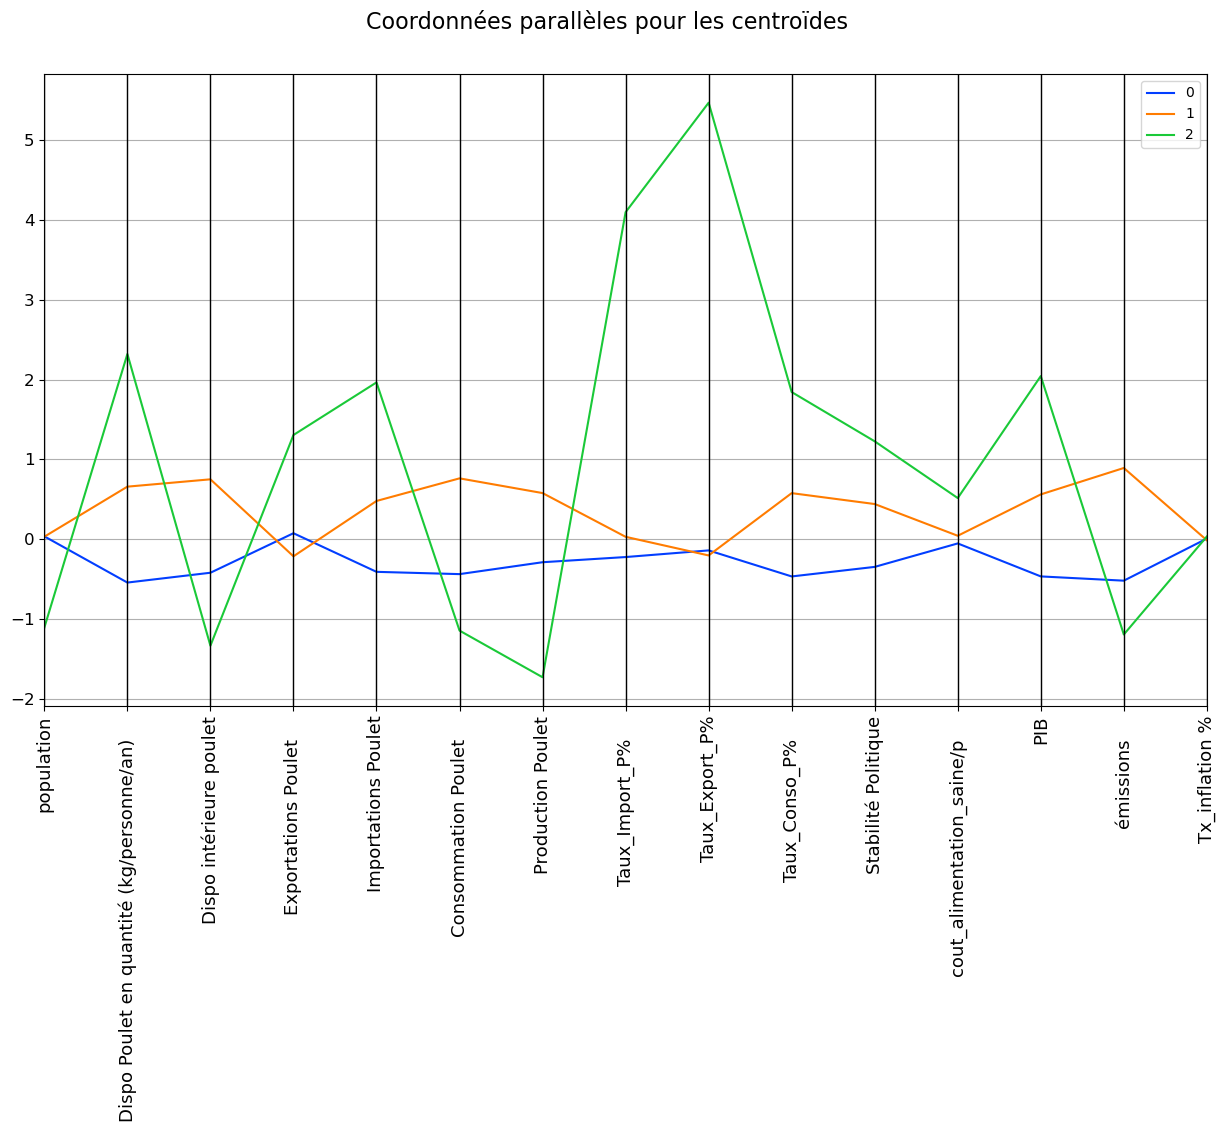 Coordonnées parallèles pour les centroïdes
0
1
2
5
4
3
2
1
0
−1
−2
population
Dispo Poulet en quantité (kg/personne/an)
Dispo intérieure poulet
Exportations Poulet
Importations Poulet
Consommation Poulet
Production Poulet
Taux_Import_P%
Taux_Export_P%
Taux_Conso_P%
Stabilité Politique
cout_alimentation_saine/p
PIB
émissions
Tx_inflation %